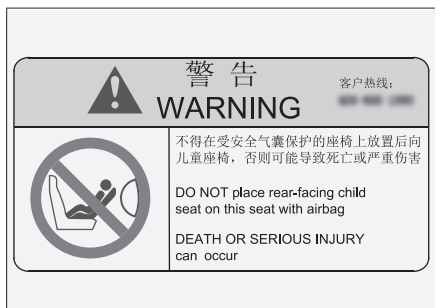 警 告
客户热线：
WARNING
不得在受安全气囊保护的座椅上放置后向
儿童座椅，否则可能导致死亡或严重伤害
DO NOT place rear-facing child
seat on this seat with airbag
DEATH OR SERIOUS INJURY
can occur